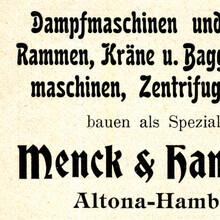 Dampfmaschinen und
Rammen, Kräne u. Bagg
maschinen, Zentrifug
bauen als Spezial
Menck & Ham
Altona-Hamb